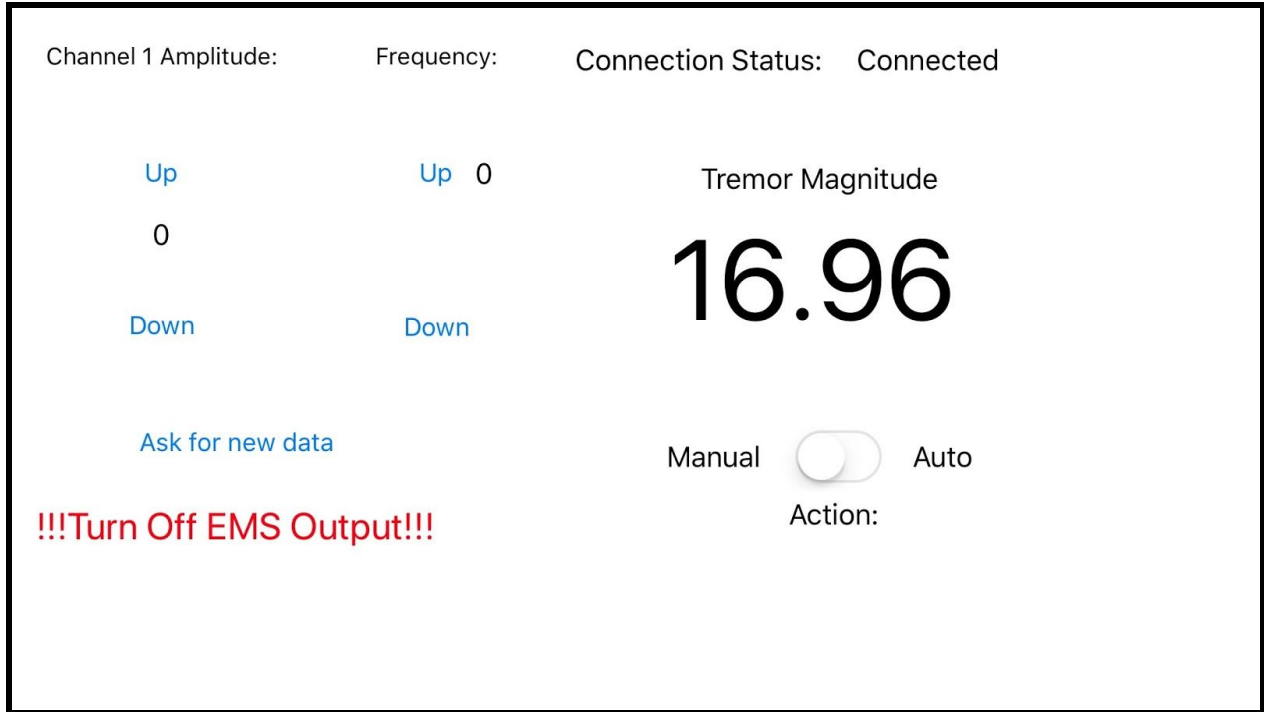 Channel 1 Amplitude: Frequency: Connection Status: Connected
Up Up 0 Tremor Magnitude
0 16.96
Down Down
Ask for new data Manual Auto
Action:
!!!Turn Off EMS Output!!!